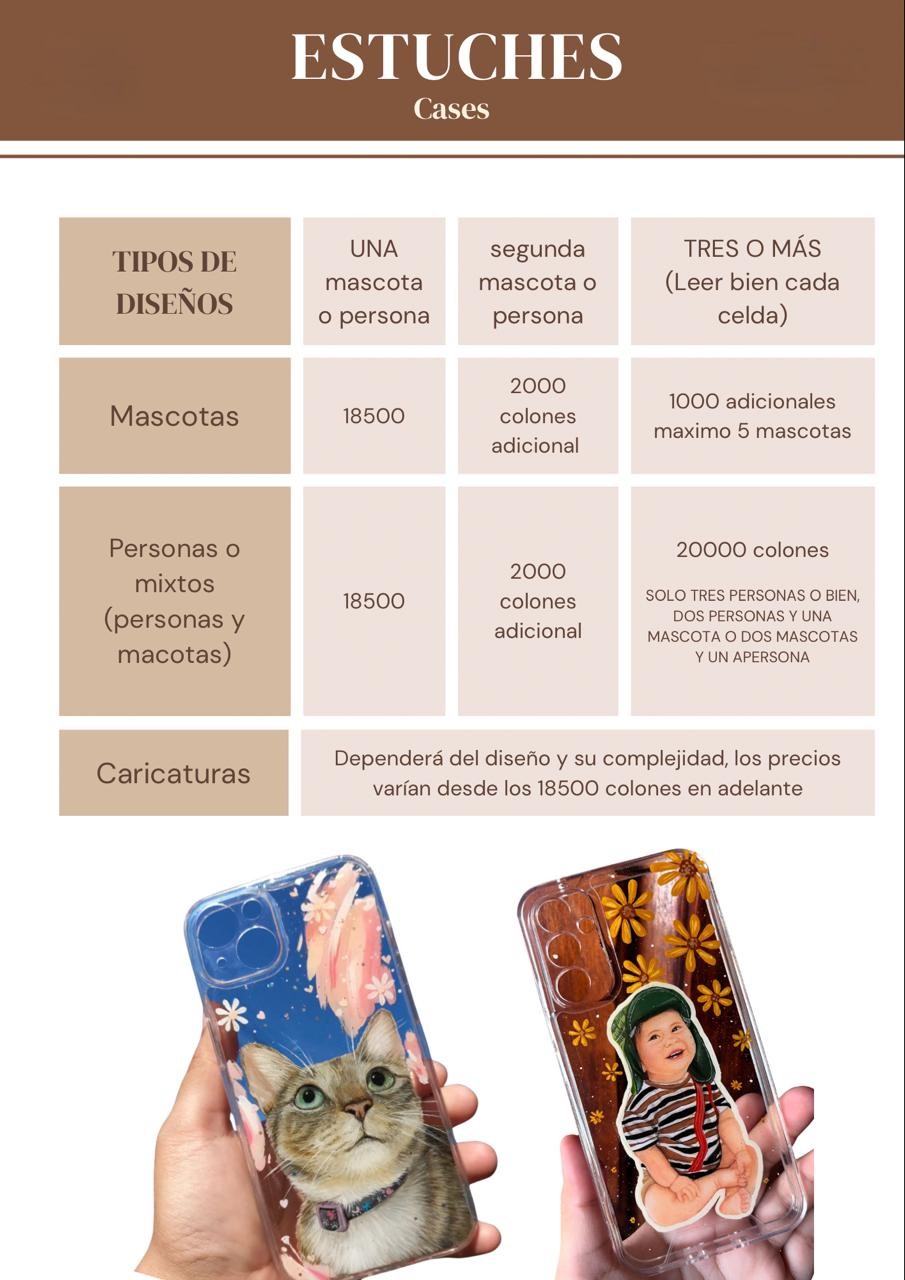 ESTUCHES
Cases
TIPOS DE
DISEÑOS
UNA
mascota
o persona
segunda
mascota o
persona
TRES O MÁS
(Leer bien cada
celda)
Mascotas
18500
2000
colones
adicional
1000 adicionales
maximo 5 mascotas
Personas o
mixtos
(personas y
macotas)
18500
2000
colones
adicional
20000 colones
SOLO TRES PERSONAS O BIEN,
DOS PERSONAS Y UNA
MASCOTA O DOS MASCOTAS
Y UN APERSONA
Caricaturas
Dependerá del diseño y su complejidad, los precios
varían desde los 18500 colones en adelante